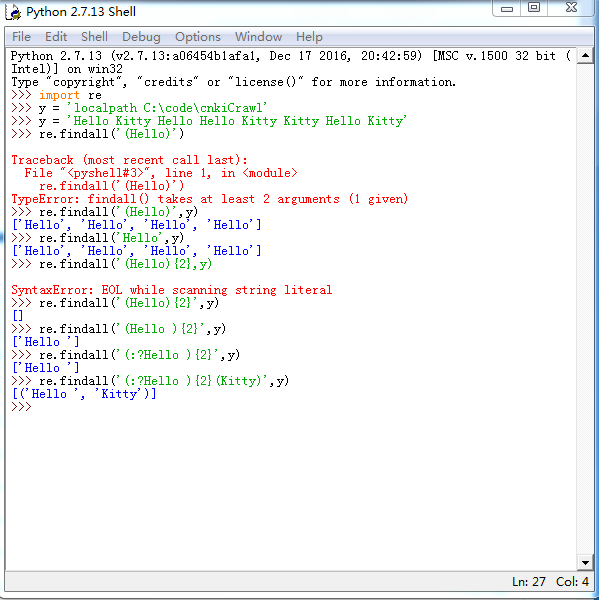 Python 2.7.13 Shell
File Edit Shell Debug Options Window Help
Python 2.7.13 (v2.7.13:a06454b1afa1, Dec 17 2016, 20:42:59) [MSC v.1500 32 bit (
Intel)] on win32
Type "copyright", "credits" or "license()" for more information.
>>> import re
>>> y = 'localpath C:\code\cnkiCrawl'
>>> y = 'Hello Kitty Hello Hello Kitty Kitty Hello Kitty'
>>> re.findall('(Hello)')
Traceback (most recent call last):
  File "<pyshell#3>", line 1, in <module>
    re.findall('(Hello)')
TypeError: findall() takes at least 2 arguments (1 given)
>>> re.findall('(Hello)',y)
['Hello', 'Hello', 'Hello', 'Hello']
>>> re.findall('Hello',y)
['Hello', 'Hello', 'Hello', 'Hello']
>>> re.findall('(Hello){2},y)
SyntaxError: EOL while scanning string literal
>>> re.findall('(Hello){2}',y)
[]
>>> re.findall('(Hello ){2}',y)
['Hello ']
>>> re.findall('(:?Hello ){2}',y)
['Hello ']
>>> re.findall('(:?Hello ){2}(Kitty)',y)
[('Hello ', 'Kitty')]
>>>
Ln: 27 Col: 4